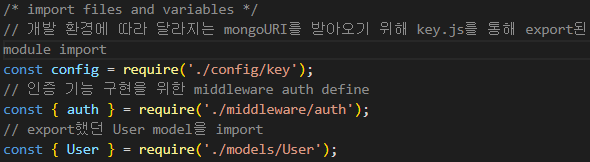 /* import files and variables */
// 개발 환경에 따라 달라지는 mongoURI를 받아오기 위해 key.js를 통해 export된
module import
const config = require('./config/key');
// 인증 기능 구현을 위한 middleware auth define
const { auth } = require('./middleware/auth');
// export했던 User model을 import
const { User } = require('./models/User');